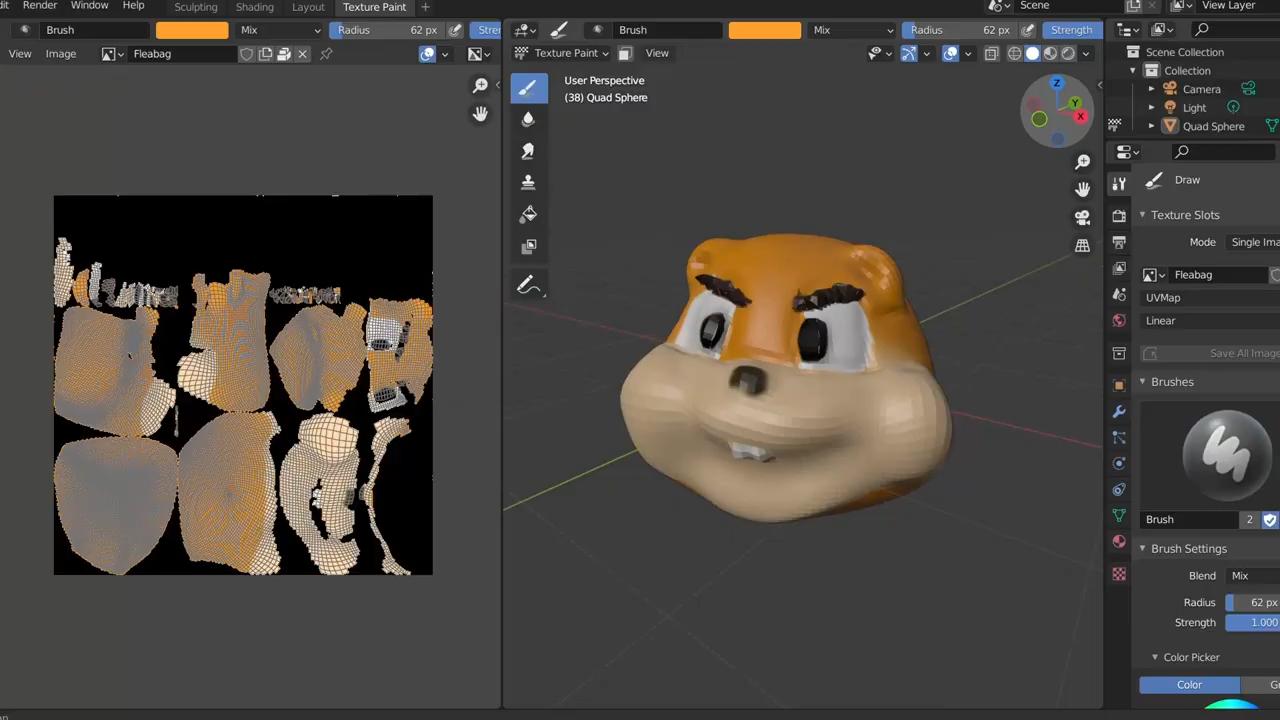 Render Window Help Sculpting Shading Layout Texture Paint + Scene View Layer
Brush Mix Radius 62 px Brush Mix Radius 62 px Strength
View Image Fleabag Texture Paint View Scene Collection
Collection
User Perspective
(38) Quad Sphere
Camera
Light
Quad Sphere
Z
Y
X
Draw
Texture Slots
Mode Single Ima
Fleabag
UVMap
Linear
Save All Image
Brushes
Brush 2
Brush Settings
Blend Mix
Radius 62 px
Strength 1.000
Color Picker
Color